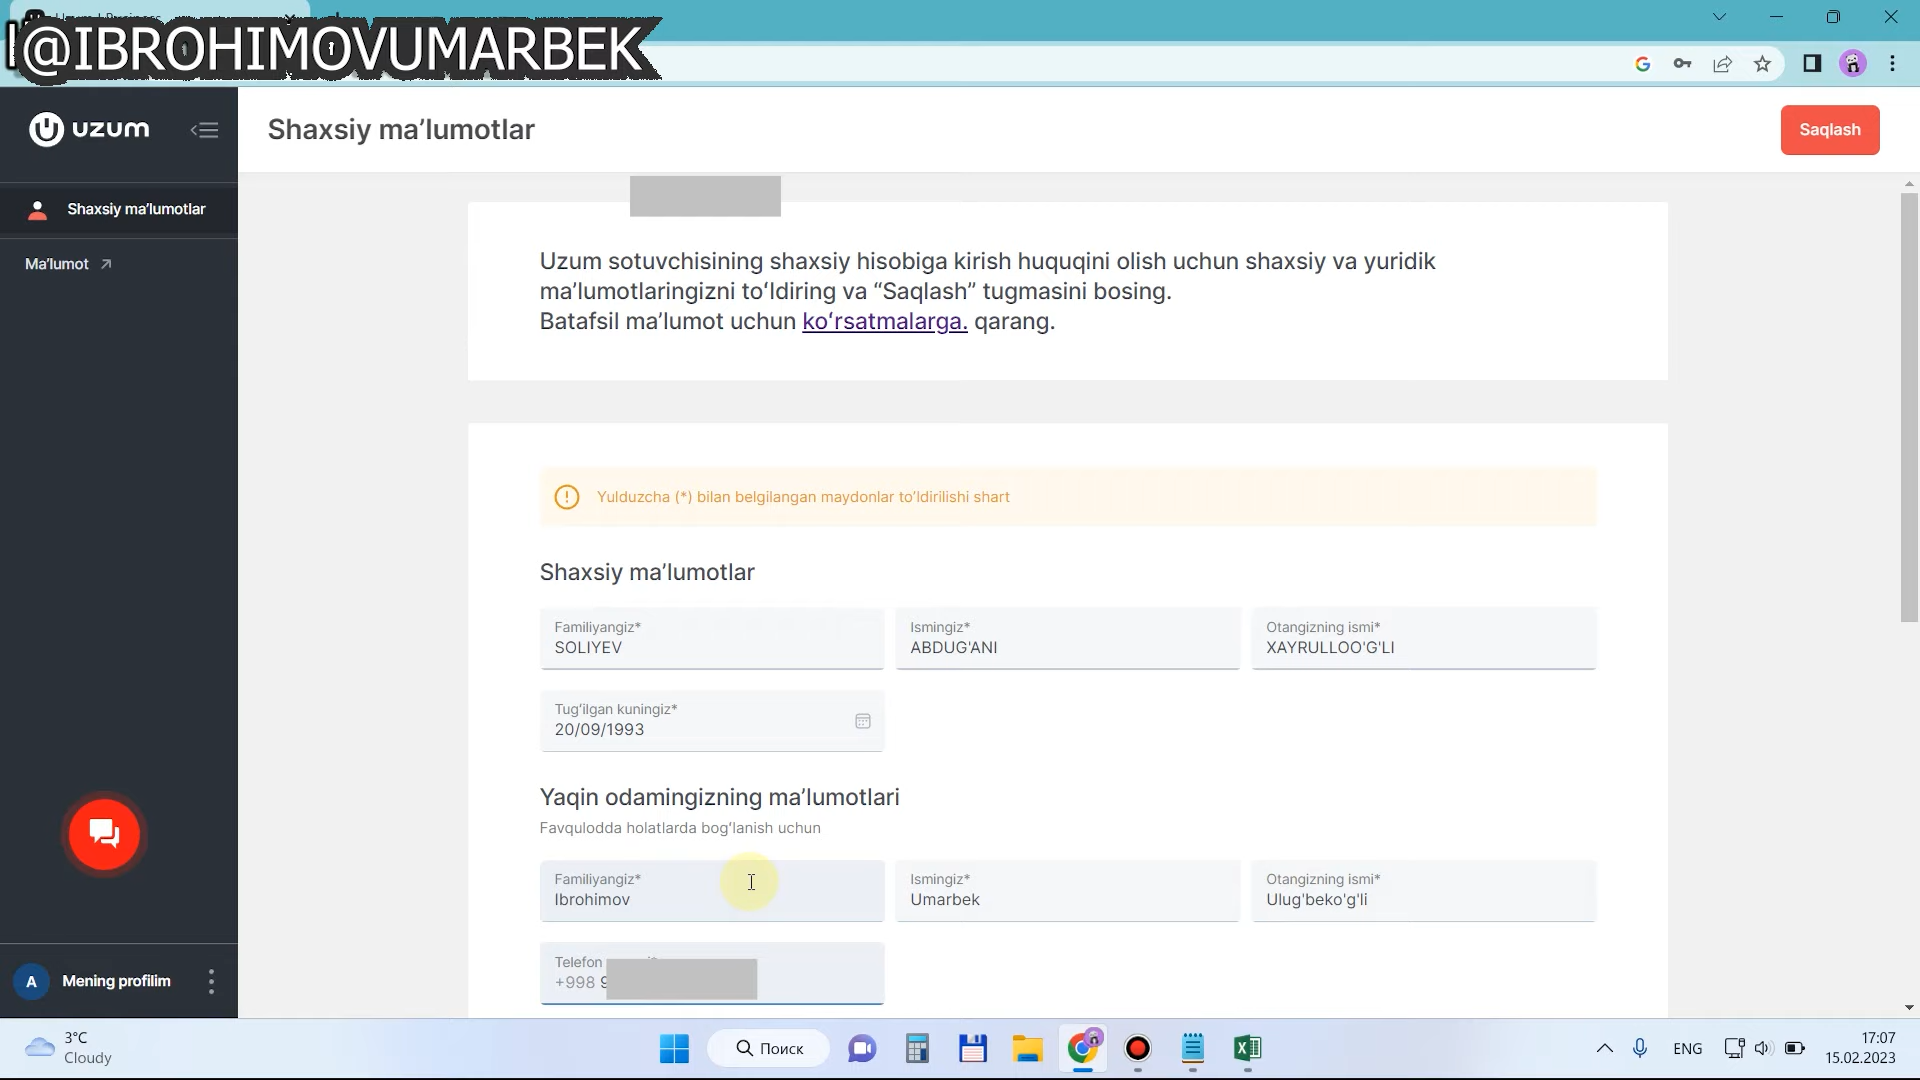 @IBROHIMOVUMARBEK
uzum
Shaxsiy ma’lumotlar
Saqlash
Shaxsiy ma’lumotlar
Ma’lumot
Uzum sotuvchisining shaxsiy hisobiga kirish huquqini olish uchun shaxsiy va yuridik
ma’lumotlaringizni to‘ldiring va “Saqlash” tugmasini bosing.
Batafsil ma’lumot uchun ko‘rsatmalarga. qarang.
Yulduzcha (*) bilan belgilangan maydonlar to‘ldirilishi shart
Shaxsiy ma’lumotlar
Familiyangiz*
SOLIYEV
Ismingiz*
ABDUG'ANI
Otangizning ismi*
XAYRULLOO'G'LI
Tug‘ilgan kuningiz*
20/09/1993
Yaqin odamingizning ma’lumotlari
Favqulodda holatlarda bog‘lanish uchun
Familiyangiz*
Ibrohimov
Ismingiz*
Umarbek
Otangizning ismi*
Ulug'beko'g'li
Telefon
+998 9
A
Mening profilim
3°C
Cloudy
Поиск
ENG
17:07
15.02.2023